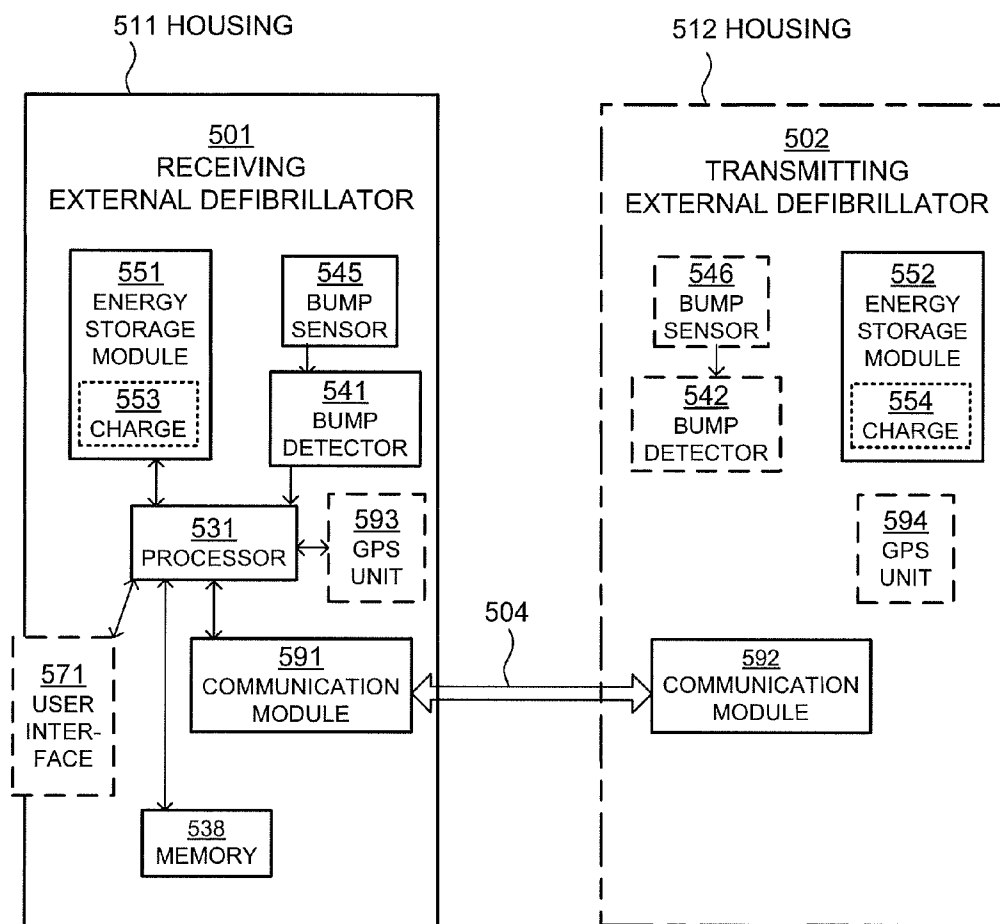 511 HOUSING
512 HOUSING
501
RECEIVING
EXTERNAL DEFIBRILLATOR
502
TRANSMITTING
EXTERNAL DEFIBRILLATOR
551
ENERGY
STORAGE
MODULE
553
CHARGE
545
BUMP
SENSOR
541
BUMP
DETECTOR
546
BUMP
SENSOR
542
BUMP
DETECTOR
552
ENERGY
STORAGE
MODULE
554
CHARGE
531
PROCESSOR
593
GPS
UNIT
594
GPS
UNIT
504
571
USER
INTER-
FACE
591
COMMUNICATION
MODULE
592
COMMUNICATION
MODULE
538
MEMORY